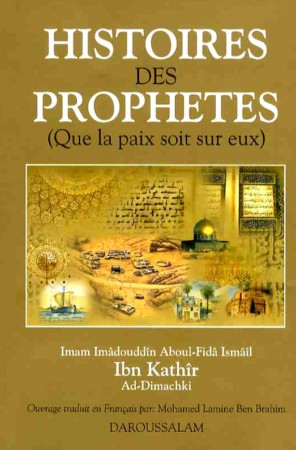 HISTOIRES
DES
PROPHETES
(Que la paix soit sur eux)
Imam Imâdouddîn Aboul-Fidâ Ismâîl
Ibn Kathîr
Ad-Dimachki
Ouvrage traduit en Français par: Mohamed Lamine Ben Brahim
DAROUSSALAM